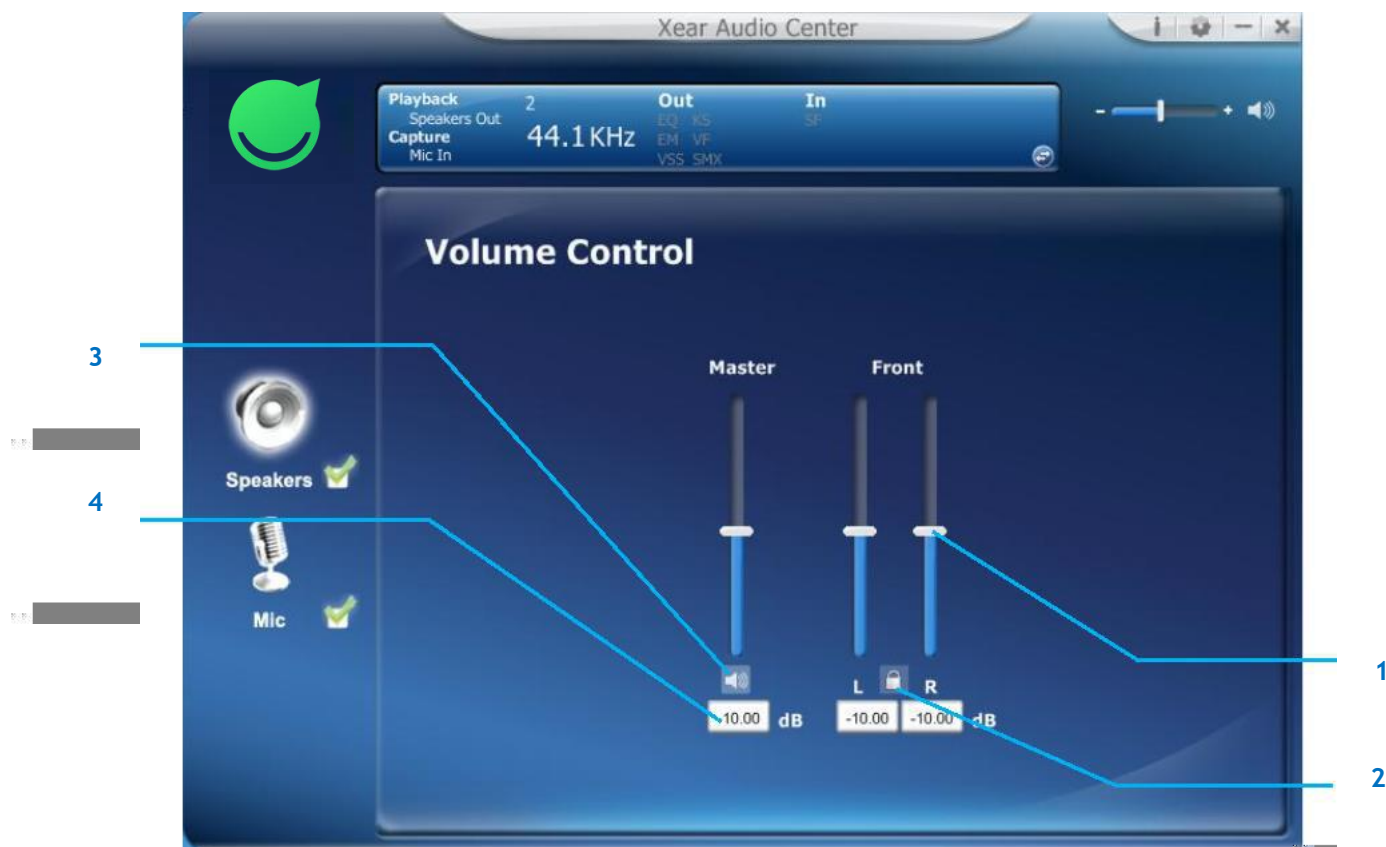 Xear Audio Center
i
Playback 2 Out In
Speakers Out EQ KS SF
Capture 44.1KHz EM VF
Mic In VSS SMX
- +
Volume Control
3
Master Front
Speakers
4
Mic
1
L R
-10.00 dB -10.00 -10.00 dB
2